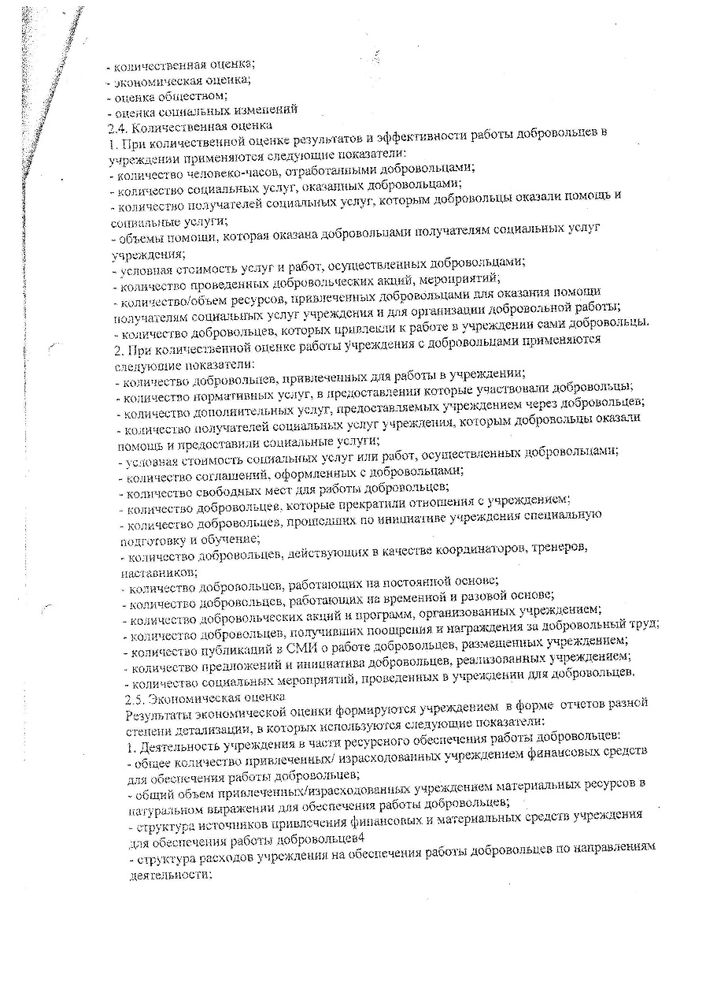 - количественная оценка;
- экономическая оценка;
- оценка обществом;
- оценка социальных изменений
2.4. Количественная оценка
1. При количественной оценке результатов и эффективности работы добровольцев в
учреждении применяются следующие показатели:
- количество человеко-часов, отработанными добровольцами;
- количество социальных услуг, оказанных добровольцами;
- количество получателей социальных услуг, которым добровольцы оказали помощь и
социальные услуги;
- объемы помощи, которая оказана добровольцами получателям социальных услуг
учреждения;
- условная стоимость услуг и работ, осуществленных добровольцами;
- количество проведенных добровольческих акций, мероприятий;
- количество/объем ресурсов, привлеченных добровольцами для оказания помощи
получателям социальных услуг учреждения и для организации добровольной работы;
- количество добровольцев, которых привлекли к работе в учреждении сами добровольцы.
2. При количественной оценке работы учреждения с добровольцами применяются
следующие показатели:
- количество добровольцев, привлеченных для работы в учреждении;
- количество нормативных услуг, в предоставлении которые участвовали добровольцы;
- количество дополнительных услуг, предоставляемых учреждением через добровольцев;
- количество получателей социальных услуг учреждения, которым добровольцы оказали
помощь и предоставили социальные услуги;
- условная стоимость социальных услуг или работ, осуществленных добровольцами;
- количество соглашений, оформленных с добровольцами;
- количество свободных мест для работы добровольцев;
- количество добровольцев, которые прекратили отношения с учреждением;
- количество добровольцев, прошедших по инициативе учреждения специальную
подготовку и обучение;
- количество добровольцев, действующих в качестве координаторов, тренеров,
наставников;
- количество добровольцев, работающих на постоянной основе;
- количество добровольцев, работающих на временной и разовой основе;
- количество добровольческих акций и программ, организованных учреждением;
- количество добровольцев, получивших поощрения и награждения за добровольный труд;
- количество публикаций в СМИ о работе добровольцев, размещенных учреждением;
- количество предложений и инициатива добровольцев, реализованных учреждением;
- количество социальных мероприятий, проведенных в учреждении для добровольцев.
2.5. Экономическая оценка
Результаты экономической оценки формируются учреждением в форме отчетов разной
степени детализации, в которых используются следующие показатели:
1. Деятельность учреждения в части ресурсного обеспечения работы добровольцев:
- общее количество привлеченных/ израсходованных учреждением финансовых средств
для обеспечения работы добровольцев;
- общий объем привлеченных/израсходованных учреждением материальных ресурсов в
натуральном выражении для обеспечения работы добровольцев;
- структура источников привлечения финансовых и материальных средств учреждения
для обеспечения работы добровольцев4
- структура расходов учреждения на обеспечения работы добровольцев по направлениям
деятельности;